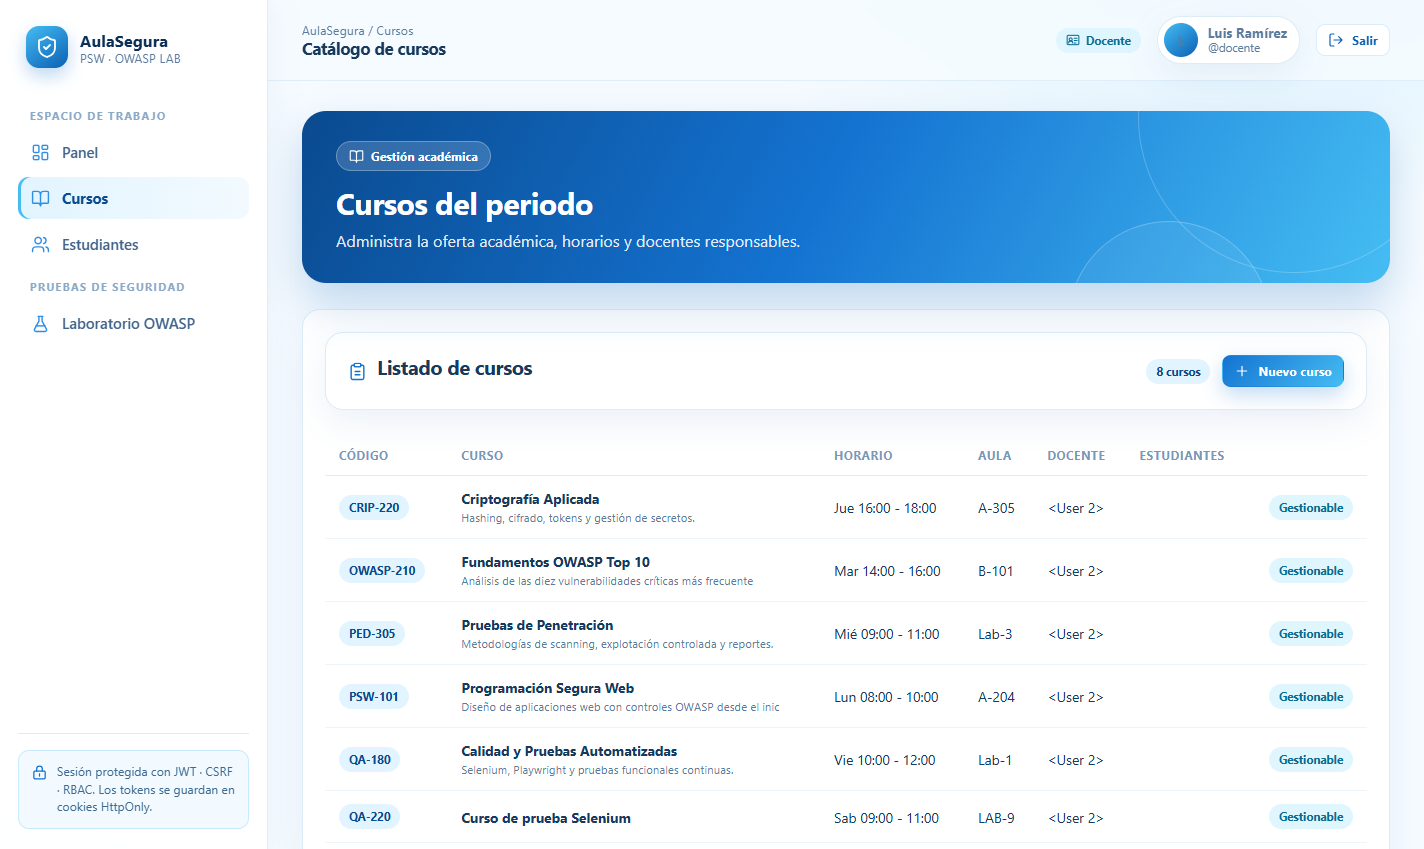 AulaSegura
PSW · OWASP LAB
ESPACIO DE TRABAJO
Panel
Cursos
Estudiantes
PRUEBAS DE SEGURIDAD
Laboratorio OWASP
Sesión protegida con JWT · CSRF
· RBAC. Los tokens se guardan en
cookies HttpOnly.
AulaSegura / Cursos
Catálogo de cursos
Docente
Luis Ramírez
@docente
Salir
Gestión académica
Cursos del periodo
Administra la oferta académica, horarios y docentes responsables.
Listado de cursos
8 cursos
Nuevo curso
CÓDIGO CURSO HORARIO AULA DOCENTE ESTUDIANTES
CRIP-220 Criptografía Aplicada Jue 16:00 - 18:00 A-305 <User 2> Gestionable
Hashing, cifrado, tokens y gestión de secretos.
OWASP-210 Fundamentos OWASP Top 10 Mar 14:00 - 16:00 B-101 <User 2> Gestionable
Análisis de las diez vulnerabilidades críticas más frecuente
PED-305 Pruebas de Penetración Mié 09:00 - 11:00 Lab-3 <User 2> Gestionable
Metodologías de scanning, explotación controlada y reportes.
PSW-101 Programación Segura Web Lun 08:00 - 10:00 A-204 <User 2> Gestionable
Diseño de aplicaciones web con controles OWASP desde el inic
QA-180 Calidad y Pruebas Automatizadas Vie 10:00 - 12:00 Lab-1 <User 2> Gestionable
Selenium, Playwright y pruebas funcionales continuas.
QA-220 Curso de prueba Selenium Sab 09:00 - 11:00 LAB-9 <User 2> Gestionable